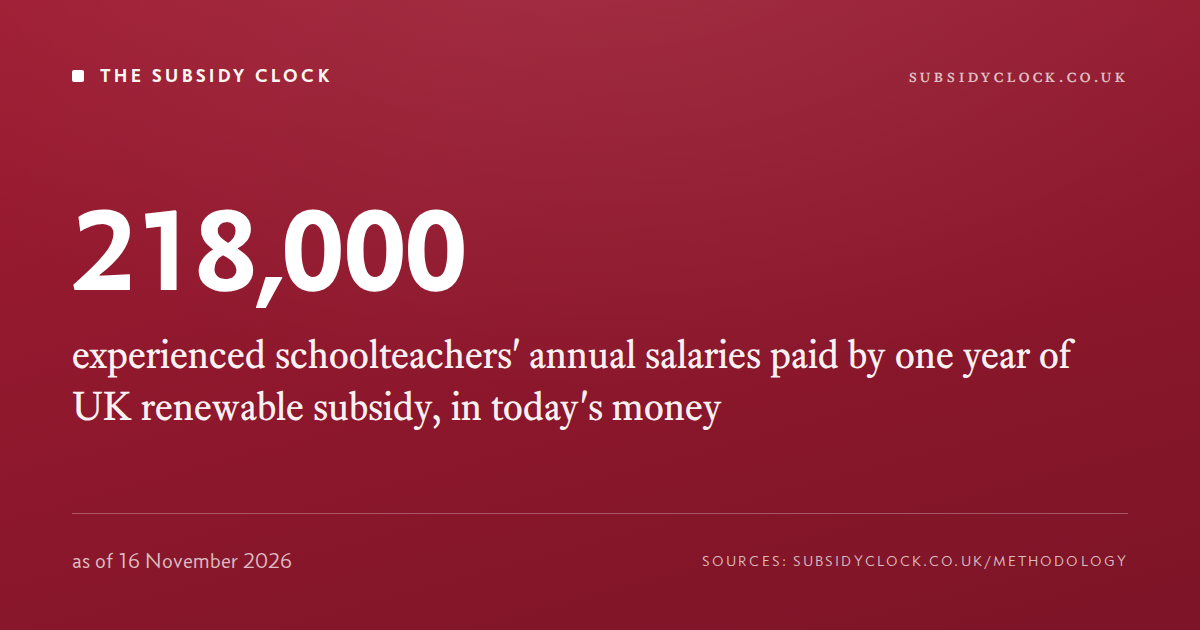 THE SUBSIDY CLOCK
SUBSIDYCLOCK.CO.UK
218,000
experienced schoolteachers' annual salaries paid by one year of
UK renewable subsidy, in today's money
as of 16 November 2026
SOURCES: SUBSIDYCLOCK.CO.UK/METHODOLOGY